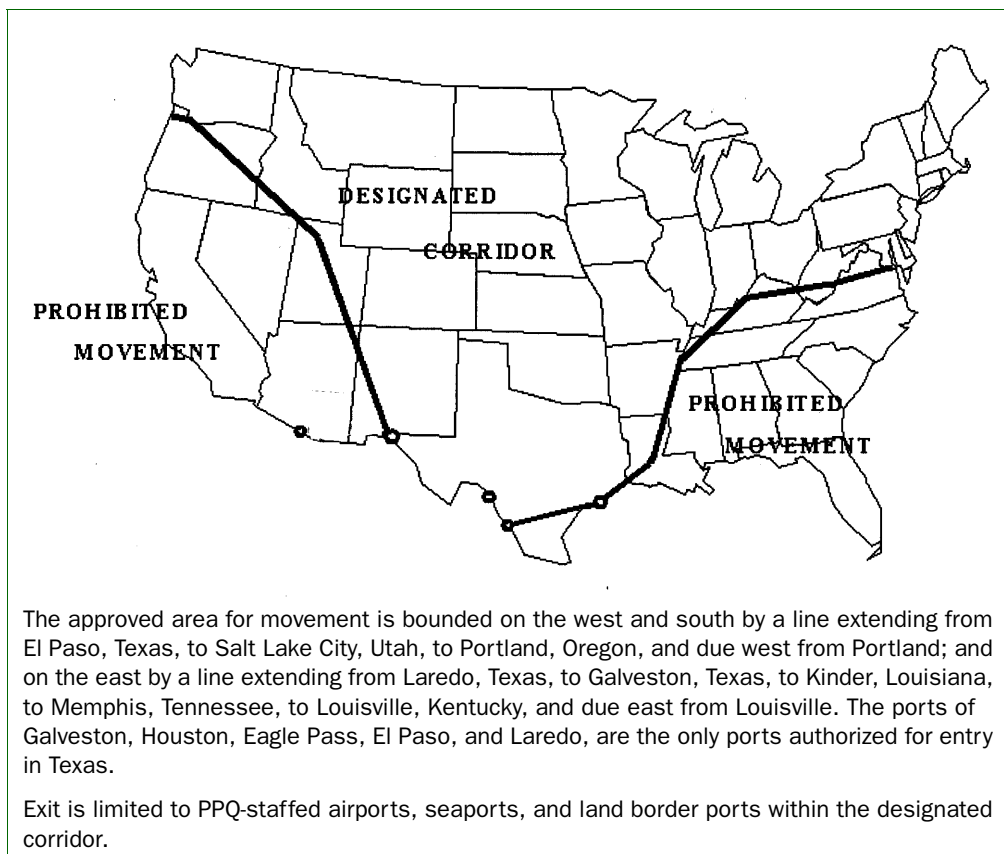 DESIGNATED
CORRIDOR
PROHIBITED
MOVEMENT
PROHIBITED
MOVEMENT
The approved area for movement is bounded on the west and south by a line extending from
El Paso, Texas, to Salt Lake City, Utah, to Portland, Oregon, and due west from Portland; and
on the east by a line extending from Laredo, Texas, to Galveston, Texas, to Kinder, Louisiana,
to Memphis, Tennessee, to Louisville, Kentucky, and due east from Louisville. The ports of
Galveston, Houston, Eagle Pass, El Paso, and Laredo, are the only ports authorized for entry
in Texas.
Exit is limited to PPQ-staffed airports, seaports, and land border ports within the designated
corridor.